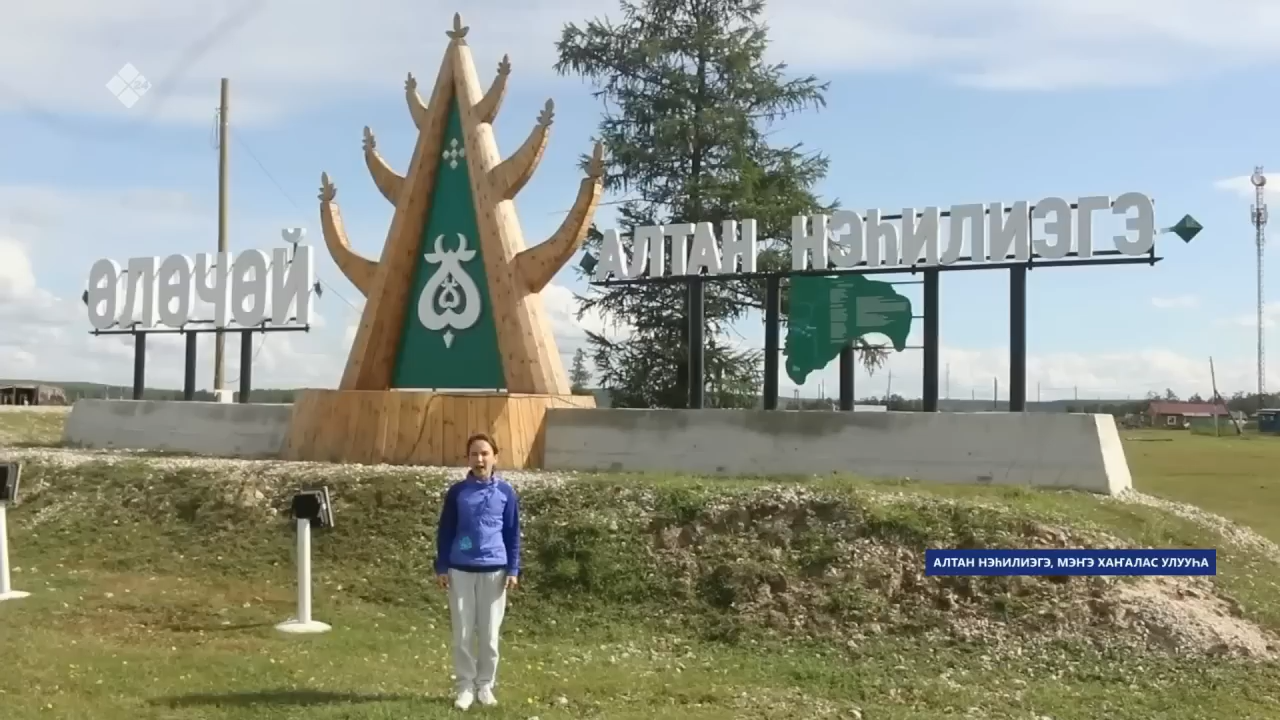 ӨЛӨЧӨЙ
АЛТАН НЭҺИЛИЭГЭ
АЛТАН НЭҺИЛИЭГЭ, МЭҤЭ ХАҤАЛАС УЛУУҺА